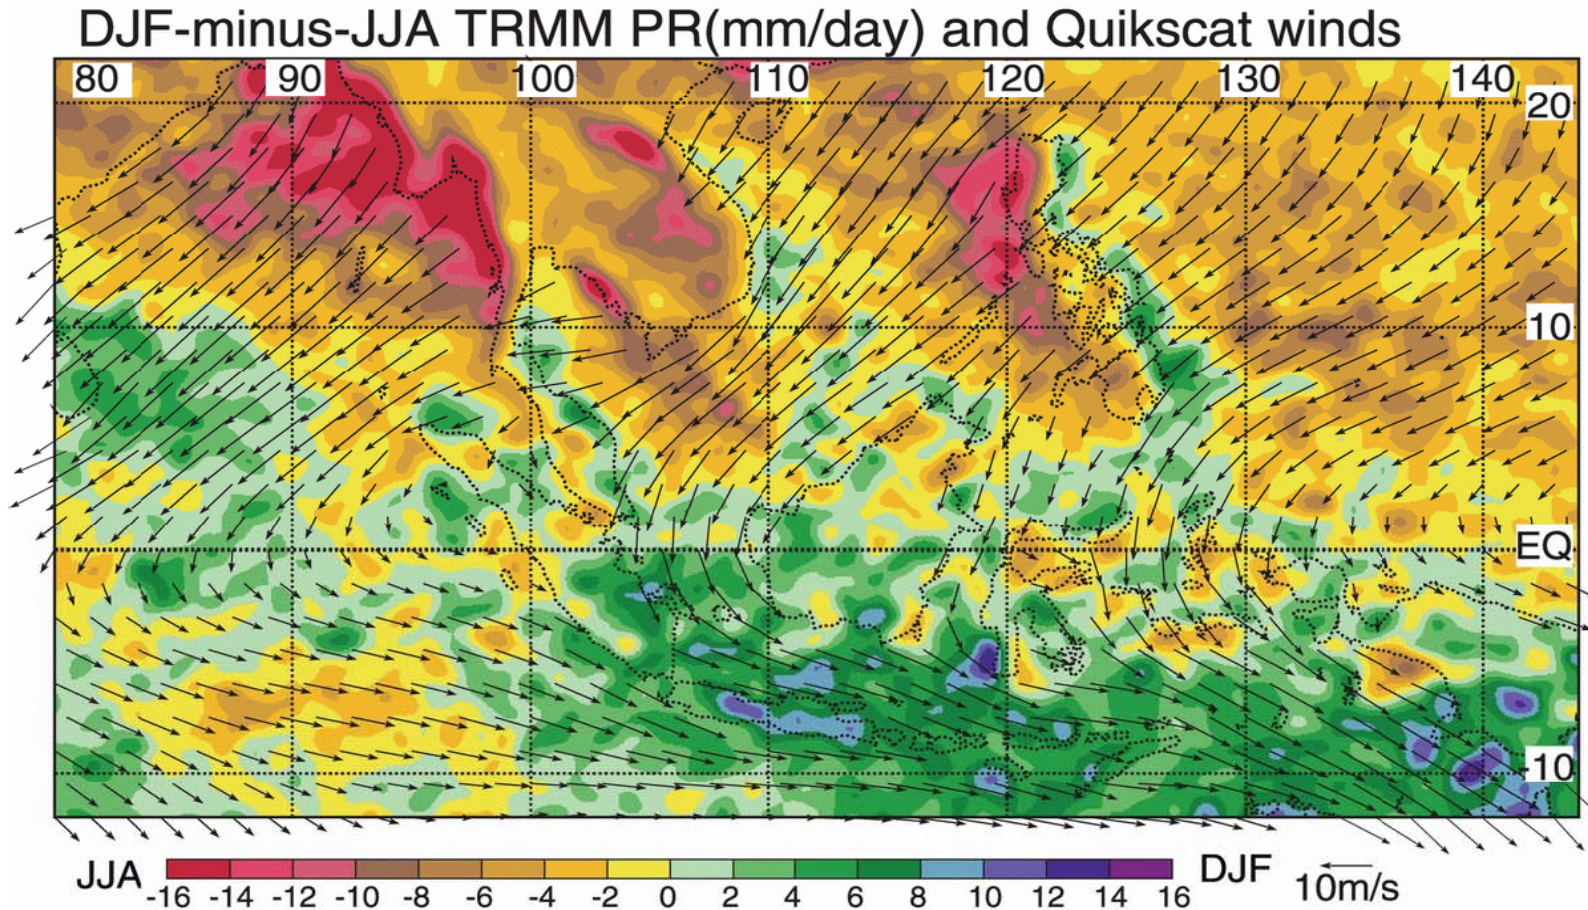 DJF-minus-JJA TRMM PR(mm/day) and Quikscat winds
80 90 100 110 120 130 140
20
10
EQ
-10
JJA DJF 10m/s
-16 -14 -12 -10 -8 -6 -4 -2 0 2 4 6 8 10 12 14 16